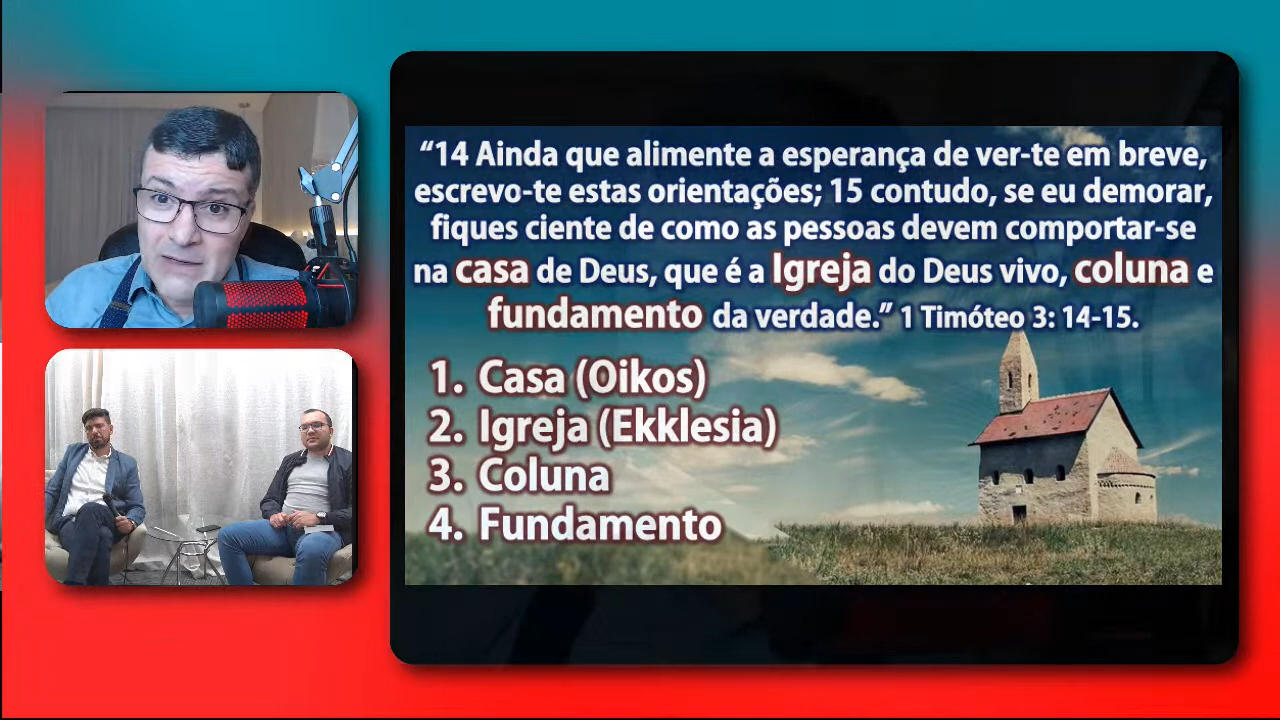 “14 Ainda que alimente a esperança de ver-te em breve,
escrevo-te estas orientações; 15 contudo, se eu demorar,
fiques ciente de como as pessoas devem comportar-se
na casa de Deus, que é a Igreja do Deus vivo, coluna e
fundamento da verdade.” 1 Timóteo 3: 14-15.
1. Casa (Oikos)
2. Igreja (Ekklesia)
3. Coluna
4. Fundamento